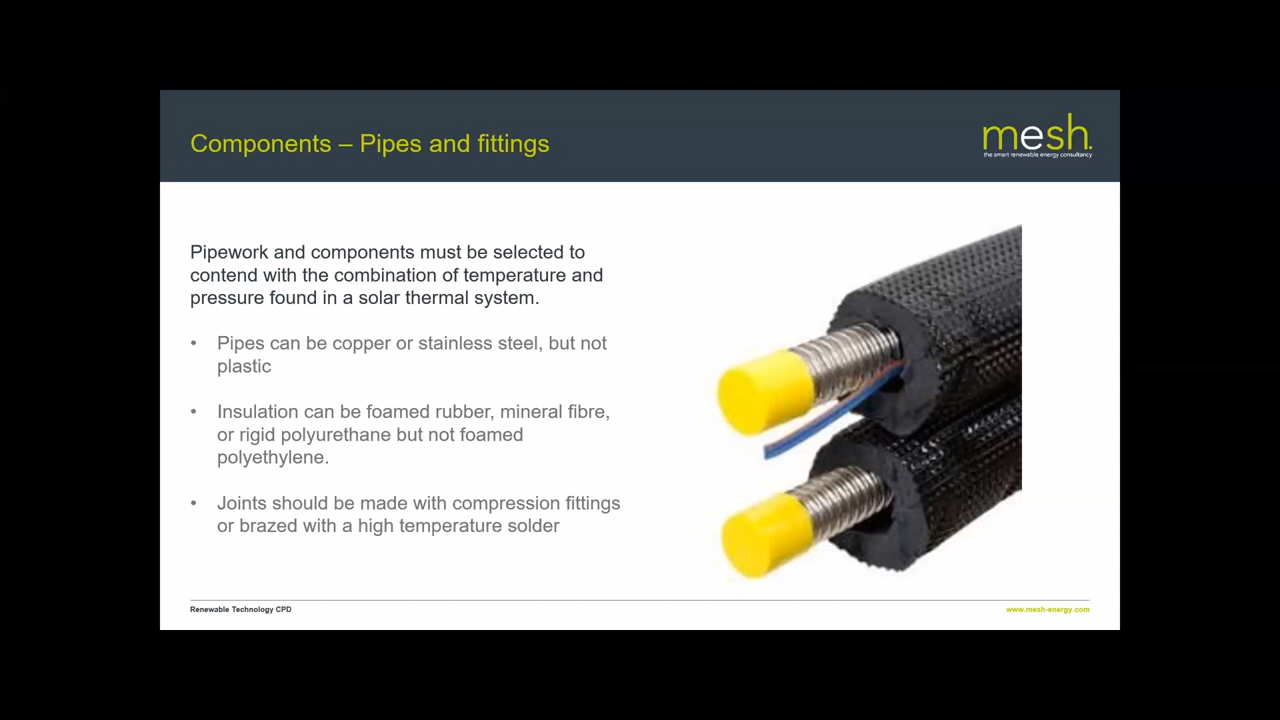 Components – Pipes and fittings
mesh.
the smart renewable energy consultancy
Pipework and components must be selected to
contend with the combination of temperature and
pressure found in a solar thermal system.
• Pipes can be copper or stainless steel, but not
plastic
• Insulation can be foamed rubber, mineral fibre,
or rigid polyurethane but not foamed
polyethylene.
• Joints should be made with compression fittings
or brazed with a high temperature solder
Renewable Technology CPD
www.mesh-energy.com